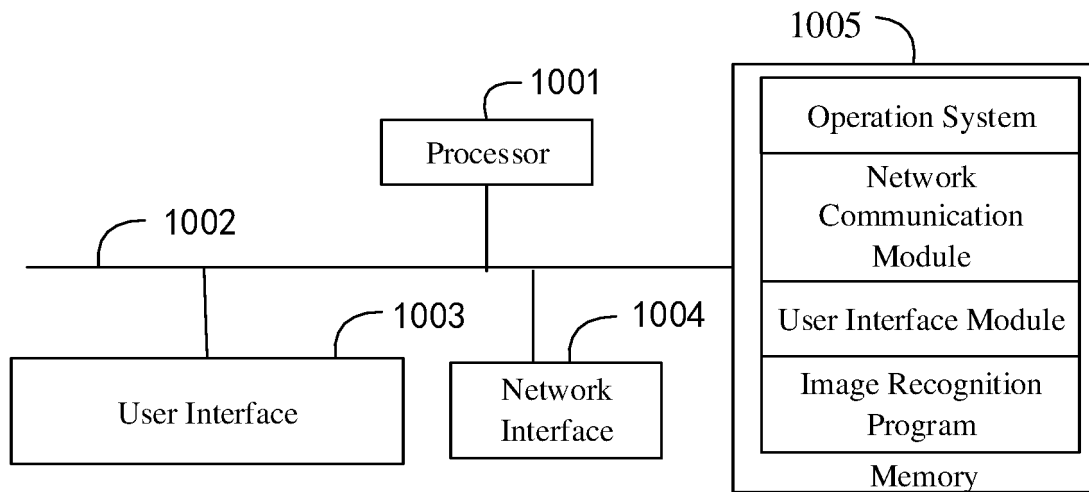 1005
1001
Operation System
Processor
Network
Communication
Module
1002
User Interface Module
1003
1004
User Interface
Network
Interface
Image Recognition
Program
Memory